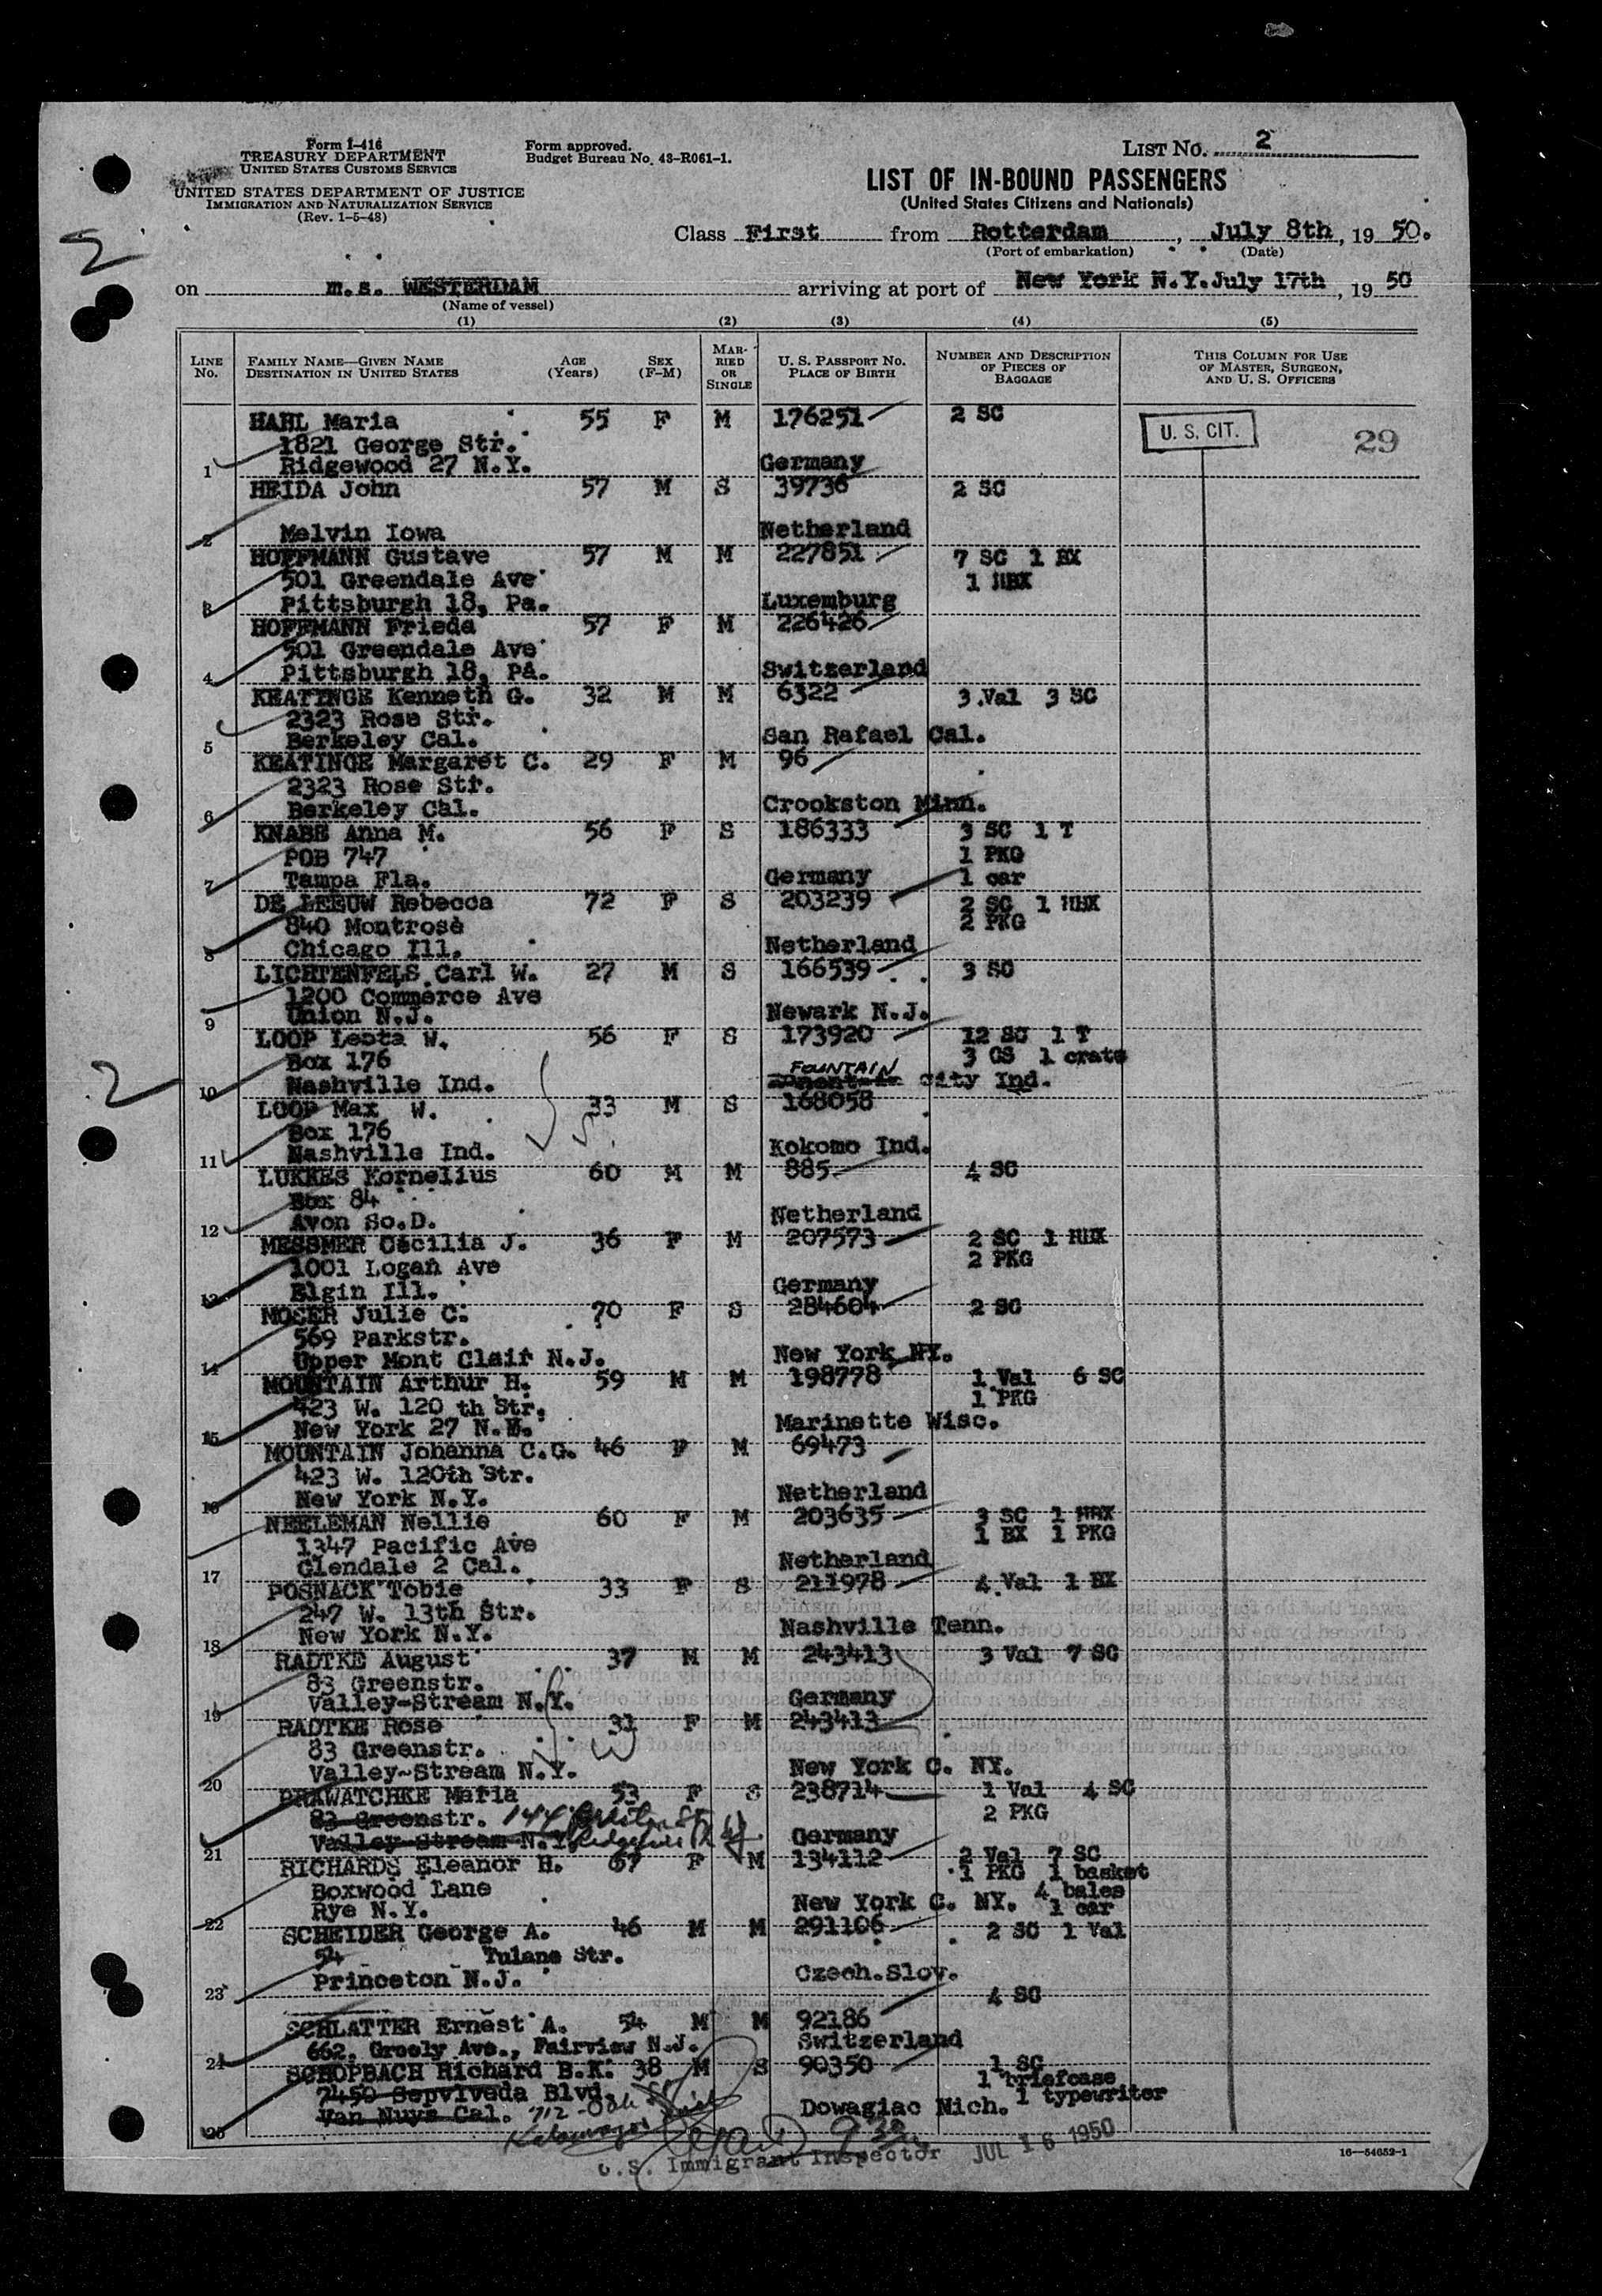 Form I-416
TREASURY DEPARTMENT
UNITED STATES CUSTOMS SERVICE
UNITED STATES DEPARTMENT OF JUSTICE
IMMIGRATION AND NATURALIZATION SERVICE
(Rev. 1-5-48)
Form approved.
Budget Bureau No. 43-R061-1.
LIST No. 2
LIST OF IN-BOUND PASSENGERS
(United States Citizens and Nationals)
Class First from Rotterdam, July 8th, 1950.
(Port of embarkation) (Date)
on m.s. WESTERDAM arriving at port of New York N.Y. July 17th, 1950
(Name of vessel)
(1) (2) (3) (4) (5)
LINE No. FAMILY NAME—GIVEN NAME DESTINATION IN UNITED STATES AGE (Years) SEX (F-M) MARRIED OR SINGLE U. S. PASSPORT No. PLACE OF BIRTH NUMBER AND DESCRIPTION OF PIECES OF BAGGAGE THIS COLUMN FOR USE OF MASTER, SURGEON, AND U. S. OFFICERS
HAHL Maria 55 F M 176251 2 SC
U. S. CIT. 29
1821 George Str.
1 Ridgewood 27 N.Y. Germany
HEIDA John 57 M S 39736 2 SC
2 Melvin Iowa Netherland
HOFFMANN Gustave 57 M M 227851 7 SC 1 BX
501 Greendale Ave 1 HBX
3 Pittsburgh 18, Pa. Luxemburg
HOFFMANN Frieda 57 F M 226426
501 Greendale Ave
4 Pittsburgh 18, PA. Switzerland
KEATINGE Kenneth G. 32 M M 6322 3 Val 3 SC
2323 Rose Str.
5 Berkeley Cal. San Rafael Cal.
KEATINGE Margaret C. 29 F M 96
2323 Rose Str.
6 Berkeley Cal. Crookston Minn.
KNABE Anna M. 56 F S 186333 3 SC 1 T
POB 747 1 PKG
7 Tampa Fla. Germany 1 car
DE LEEUW Rebecca 72 F S 203239 2 SC 1 HBX
840 Montrose 2 PKG
8 Chicago Ill. Netherland
LICHTENFELS Carl W. 27 M S 166539 3 SC
1200 Commerce Ave
9 Union N.J. Newark N.J.
LOOP Leota W. 56 F S 173920 12 SC 1 T
Box 176 FOUNTAIN 3 CS 1 crate
10 Nashville Ind. City Ind.
LOOP Max W. 33 M S 168058
Box 176
11 Nashville Ind. Kokomo Ind.
LUKKES Kornelius 60 M M 885 4 SC
Box 84
12 Avon So.D. Netherland
MESSMER Cecilia J. 36 F M 207573 2 SC 1 HBX
1001 Logan Ave 2 PKG
13 Elgin Ill. Germany
MOSER Julie C. 70 F S 284604 2 SC
569 Parkstr.
14 Upper Mont Clair N.J. New York NY.
MOUNTAIN Arthur H. 59 M M 198778 1 Val 6 SC
423 W. 120 th Str. 1 PKG
15 New York 27 N.Y. Marinette Wisc.
MOUNTAIN Johanna C.G. 46 F M 69473
423 W. 120th Str.
16 New York N.Y. Netherland
NEELEMAN Nellie 60 F M 203635 3 SC 1 HBX
1347 Pacific Ave 1 BX 1 PKG
17 Glendale 2 Cal. Netherland
POSNACK Tobie 33 F S 211978 4 Val 1 BX
247 W. 13th Str.
18 New York N.Y. Nashville Tenn.
RADTKE August 37 M M 243413 3 Val 7 SC
83 Greenstr.
19 Valley-Stream N.Y. Germany
RADTKE Rose 31 F M 243413
83 Greenstr.
20 Valley-Stream N.Y. New York C. NY.
PRAWATCHKE Maria 53 F S 238714 1 Val 4 SC
83 Greenstr. 2 PKG
21 Valley-Stream N.Y. Germany
RICHARDS Eleanor H. 67 F M 134112 2 Val 7 SC
1 PKG 1 basket
Boxwood Lane 4 bales
22 Rye N.Y. New York C. NY. 1 car
SCHEIDER George A. 46 M M 291106 2 SC 1 Val
54 Tulane Str.
23 Princeton N.J. Czech.Slov.
4 SC
SCHLATTER Ernest A. 54 M M 92186
24 662. Grooly Ave., Fairview N.J. Switzerland
SCHOPBACH Richard B.K. 38 M S 90350 1 SC
1 briefcase
7450 Sepvlveda Blvd. 1 typewriter
25 Van Nuys Cal. 712 Dowagiac Mich.
U.S. Immigrant Inspector JUL 16 1950
16—54652-1